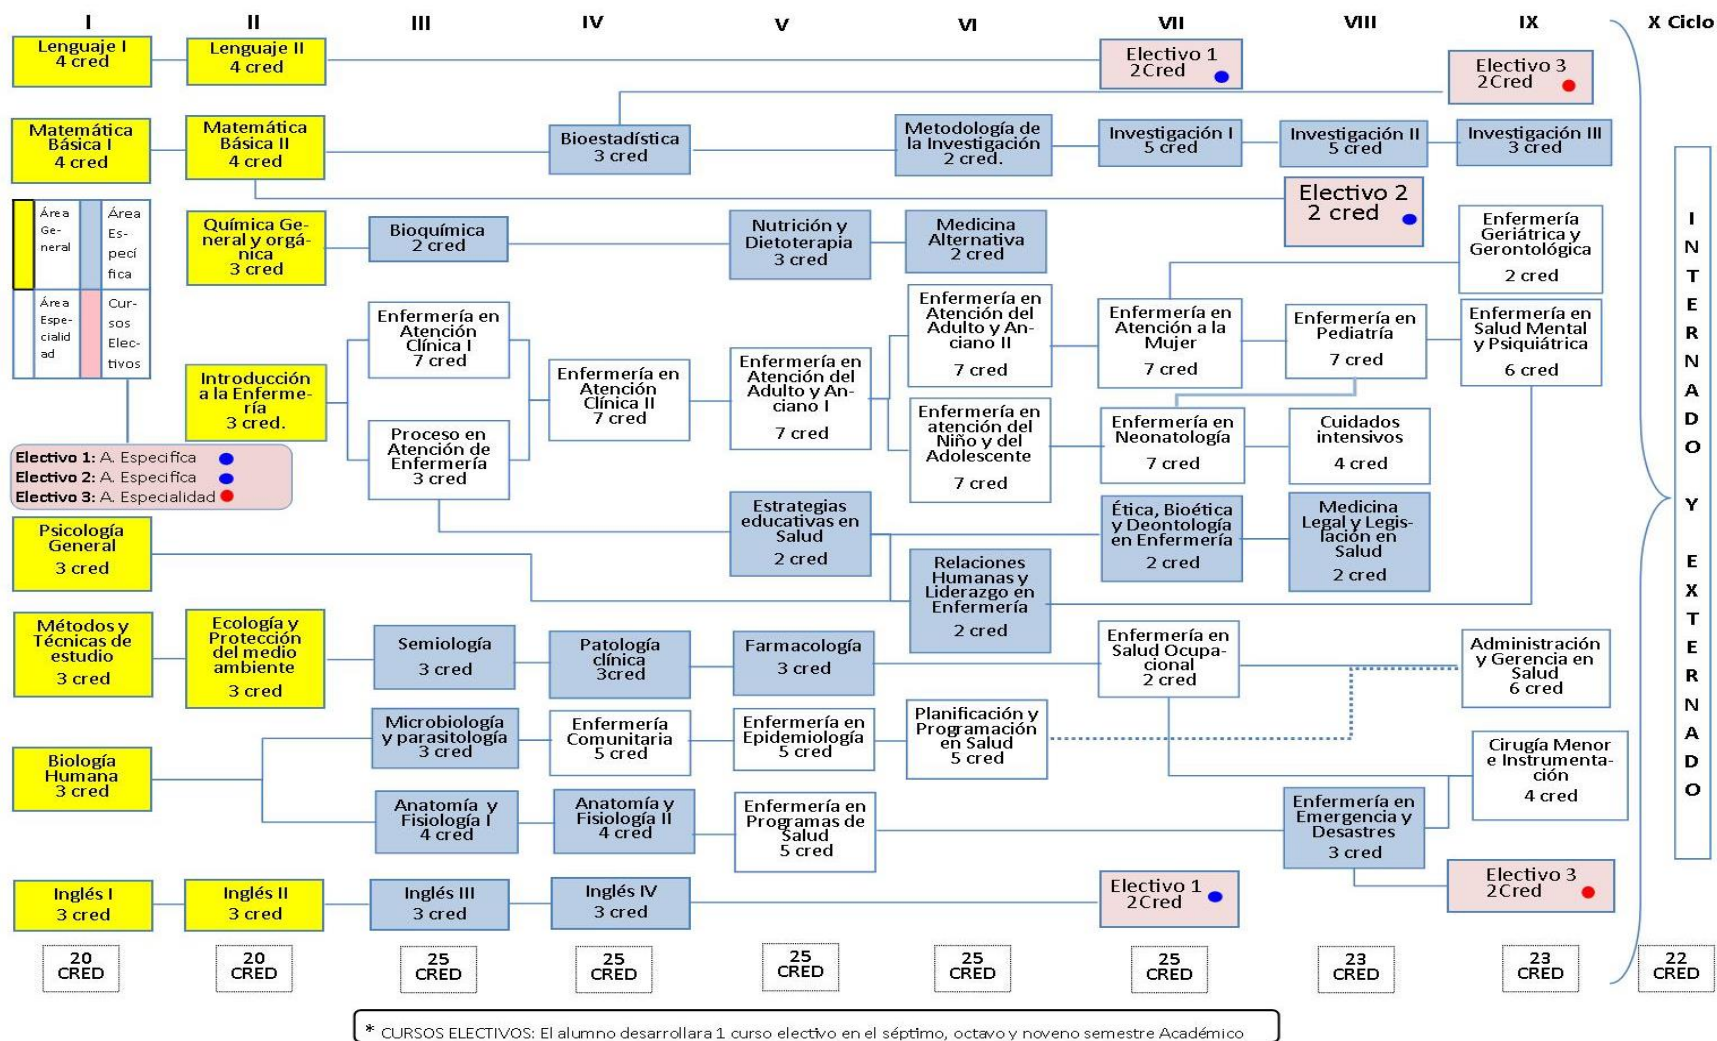 I
II
III
IV
V
VI
VII
VIII
IX
X Ciclo
Lenguaje I
4 cred
Lenguaje II
4 cred
Electivo 1
2Cred
Electivo 3
2Cred
Matemática
Básica I
4 cred
Matemática
Básica II
4 cred
Bioestadística
3 cred
Metodología de
la Investigación
2 cred.
Investigación I
5 cred
Investigación II
5 cred
Investigación III
3 cred
Electivo 2
2 cred
Área
Ge-
neral
Área
Es-
pecí
fica
Área
Espe-
cialid
ad
Cur-
sos
Elec-
tivos
Química Ge-
neral y orgá-
nica
3 cred
Bioquímica
2 cred
Nutrición y
Dietoterapia
3 cred
Medicina
Alternativa
2 cred
Enfermería
Geriátrica y
Gerontológica
2 cred
Introducción
a la Enferme-
ría
3 cred.
Enfermería en
Atención
Clínica I
7 cred
Proceso en
Atención de
Enfermería
3 cred
Enfermería en
Atención
Clínica II
7 cred
Enfermería en
Atención del
Adulto y An-
ciano I
7 cred
Enfermería en
Atención del
Adulto y An-
ciano II
7 cred
Enfermería en
atención del
Niño y del
Adolescente
7 cred
Enfermería en
Atención a la
Mujer
7 cred
Enfermería en
Neonatología
7 cred
Enfermería en
Pediatría
7 cred
Cuidados
intensivos
4 cred
Enfermería en
Salud Mental
y Psiquiátrica
6 cred
Electivo 1: A. Especifica
Electivo 2: A. Especifica
Electivo 3: A. Especialidad
Psicología
General
3 cred
Estrategias
educativas en
Salud
2 cred
Relaciones
Humanas y
Liderazgo en
Enfermería
2 cred
Ética, Bioética
y Deontología
en Enfermería
2 cred
Medicina
Legal y Legis-
lación en
Salud
2 cred
Métodos y
Técnicas de
estudio
3 cred
Ecología y
Protección
del medio
ambiente
3 cred
Semiología
3 cred
Patología
clínica
3cred
Farmacología
3 cred
Enfermería en
Salud Ocupa-
cional
2 cred
Administración
y Gerencia en
Salud
6 cred
Biología
Humana
3 cred
Microbiología
y parasitología
3 cred
Enfermería
Comunitaria
5 cred
Enfermería en
Epidemiología
5 cred
Planificación y
Programación
en Salud
5 cred
Cirugía Menor
e Instrumenta-
ción
4 cred
Anatomía y
Fisiología I
4 cred
Anatomía y
Fisiología II
4 cred
Enfermería en
Programas de
Salud
5 cred
Enfermería en
Emergencia y
Desastres
3 cred
Inglés I
3 cred
Inglés II
3 cred
Inglés III
3 cred
Inglés IV
3 cred
Electivo 1
2Cred
Electivo 3
2Cred
INTERNADO Y EXTERNADO
20
CRED
20
CRED
25
CRED
25
CRED
25
CRED
25
CRED
25
CRED
23
CRED
23
CRED
22
CRED
* CURSOS ELECTIVOS: El alumno desarrollara 1 curso electivo en el séptimo, octavo y noveno semestre Académico